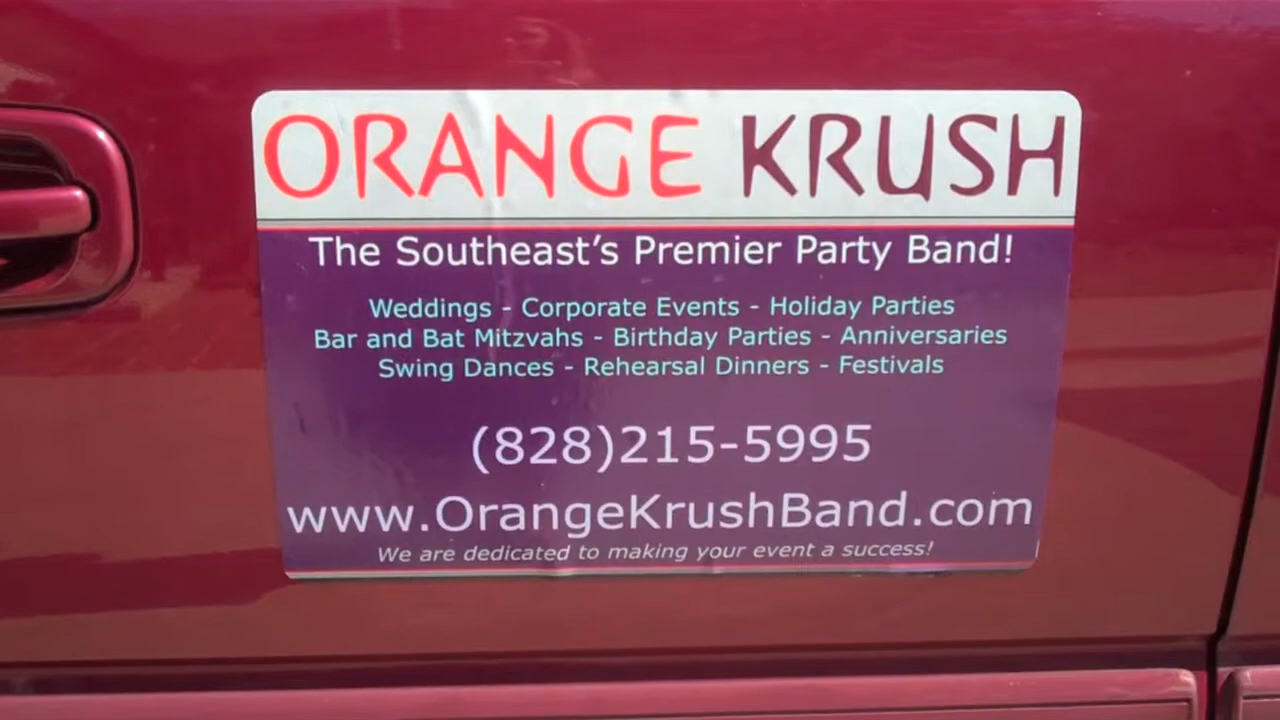 ORANGE KRUSH
The Southeast's Premier Party Band!
Weddings - Corporate Events - Holiday Parties
Bar and Bat Mitzvahs - Birthday Parties - Anniversaries
Swing Dances - Rehearsal Dinners - Festivals
(828)215-5995
www.OrangeKrushBand.com
We are dedicated to making your event a success!